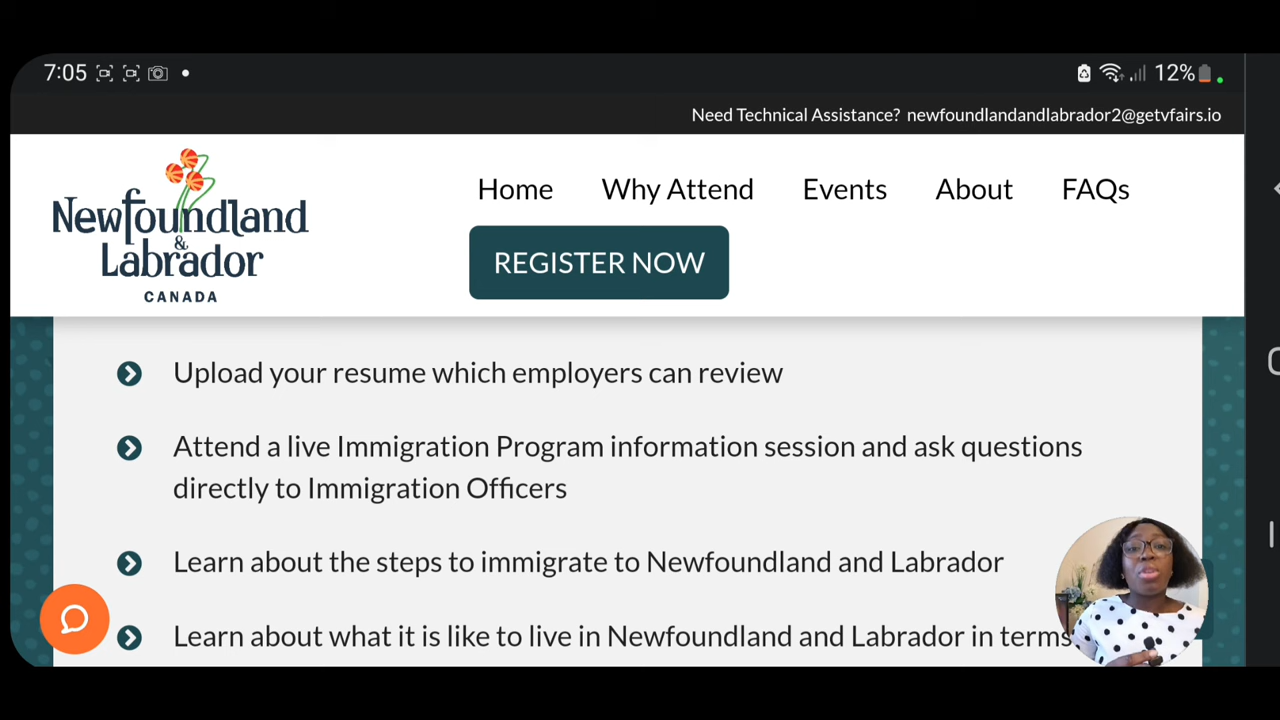 7:05
12%
Need Technical Assistance? newfoundlandandlabrador2@getvfairs.io
Newfoundland
&
Labrador
CANADA
Home Why Attend Events About FAQs
REGISTER NOW
Upload your resume which employers can review
Attend a live Immigration Program information session and ask questions
directly to Immigration Officers
Learn about the steps to immigrate to Newfoundland and Labrador
Learn about what it is like to live in Newfoundland and Labrador in terms